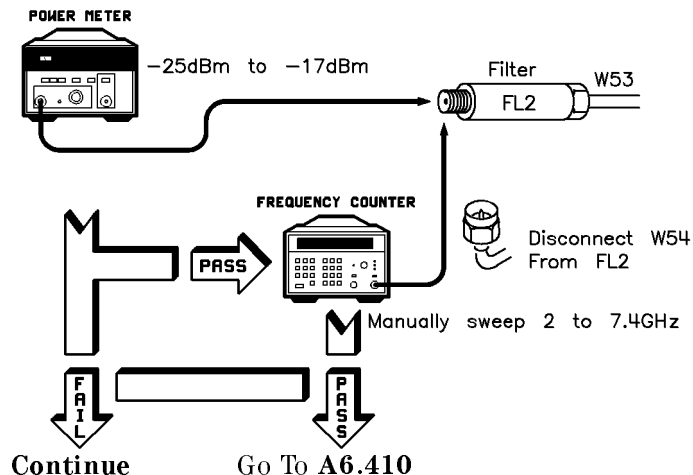 POWER METER
-25dBm to -17dBm
Filter
W53
FL2
FREQUENCY COUNTER
PASS
Disconnect W54
From FL2
Manually sweep 2 to 7.4GHz
FAIL
PASS
Continue
Go To A6.410